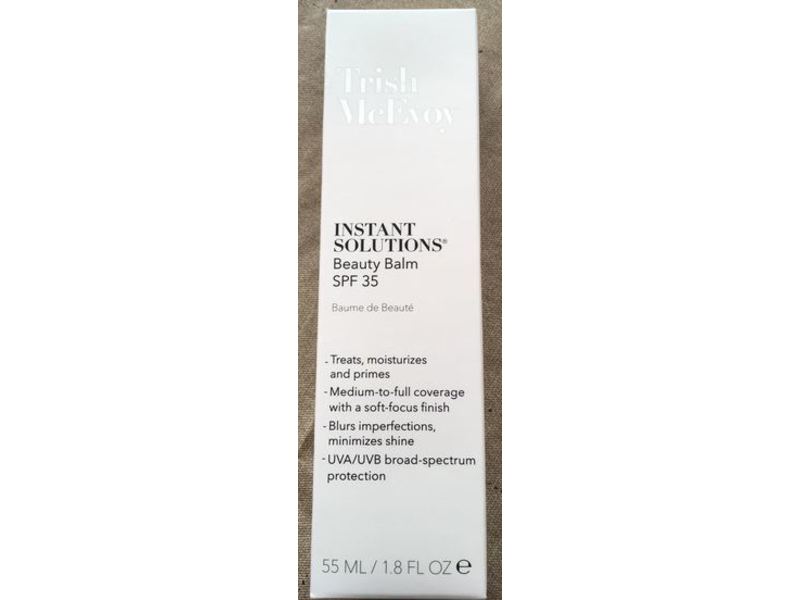 Trish
McEvoy
INSTANT
SOLUTIONS®
Beauty Balm
SPF 35
Baume de Beauté
- Treats, moisturizes
and primes
- Medium-to-full coverage
with a soft-focus finish
- Blurs imperfections,
minimizes shine
- UVA/UVB broad-spectrum
protection
55 ML / 1.8 FL OZ ℮